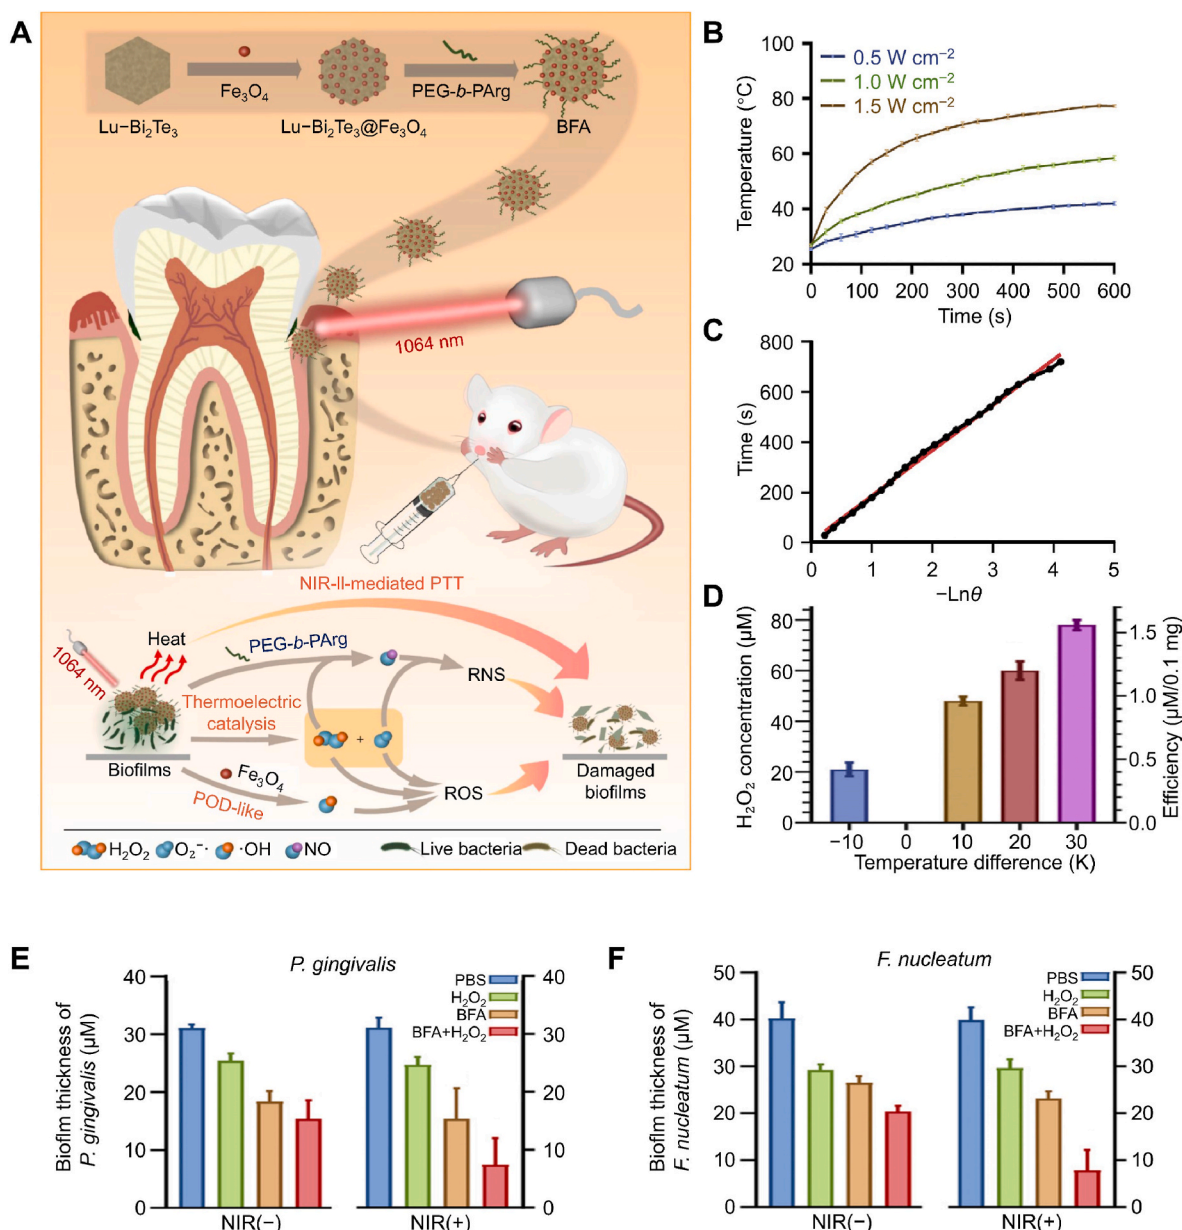 A
Fe₃O₄
PEG-b-PArg
Lu−Bi₂Te₃
Lu−Bi₂Te₃@Fe₃O₄
BFA
1064 nm
NIR-II-mediated PTT
Heat
1064 nm
PEG-b-PArg
Thermoelectric
catalysis
+
RNS
Biofilms
Fe₃O₄
POD-like
ROS
Damaged
biofilms
H₂O₂
O₂⁻·
·OH
NO
Live bacteria
Dead bacteria
B
Temperature (°C)
100
80
60
40
20
0.5 W cm⁻²
1.0 W cm⁻²
1.5 W cm⁻²
0 100 200 300 400 500 600
Time (s)
C
Time (s)
800
600
400
200
0
0 1 2 3 4 5
−Lnθ
D
H₂O₂ concentration (μM)
80
60
40
20
0
Efficiency (μM/0.1 mg)
1.5
1.0
0.5
0.0
−10 0 10 20 30
Temperature difference (K)
E
P. gingivalis
Biofilm thickness of
P. gingivalis (μM)
40
30
20
10
0
PBS
H₂O₂
BFA
BFA+H₂O₂
40
30
20
10
0
NIR(−) NIR(+)
F
F. nucleatum
Biofilm thickness of
F. nucleatum (μM)
50
40
30
20
10
0
PBS
H₂O₂
BFA
BFA+H₂O₂
50
40
30
20
10
0
NIR(−) NIR(+)